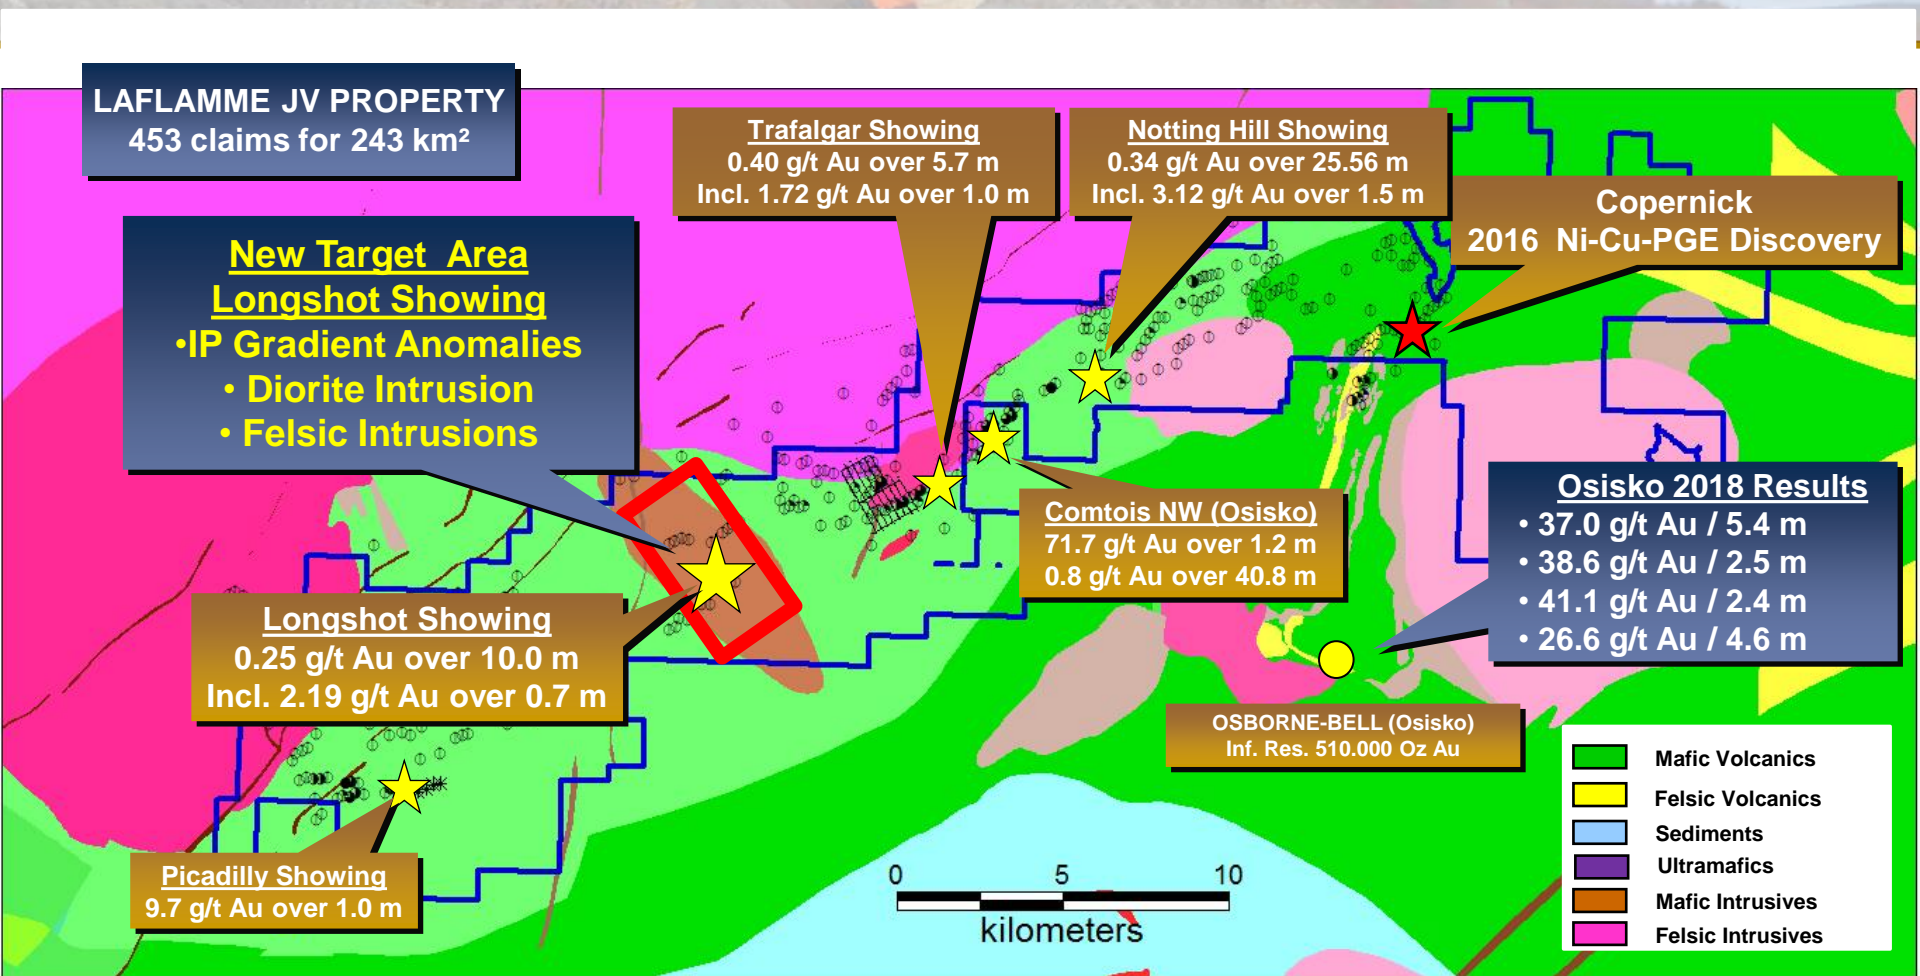 LAFLAMME JV PROPERTY
453 claims for 243 km²
Trafalgar Showing
0.40 g/t Au over 5.7 m
Incl. 1.72 g/t Au over 1.0 m
Notting Hill Showing
0.34 g/t Au over 25.56 m
Incl. 3.12 g/t Au over 1.5 m
Copernick
2016 Ni-Cu-PGE Discovery
New Target Area
Longshot Showing
•IP Gradient Anomalies
• Diorite Intrusion
• Felsic Intrusions
Comtois NW (Osisko)
71.7 g/t Au over 1.2 m
0.8 g/t Au over 40.8 m
Osisko 2018 Results
• 37.0 g/t Au / 5.4 m
• 38.6 g/t Au / 2.5 m
• 41.1 g/t Au / 2.4 m
• 26.6 g/t Au / 4.6 m
Longshot Showing
0.25 g/t Au over 10.0 m
Incl. 2.19 g/t Au over 0.7 m
OSBORNE-BELL (Osisko)
Inf. Res. 510.000 Oz Au
Picadilly Showing
9.7 g/t Au over 1.0 m
0 5 10
kilometers
Mafic Volcanics
Felsic Volcanics
Sediments
Ultramafics
Mafic Intrusives
Felsic Intrusives